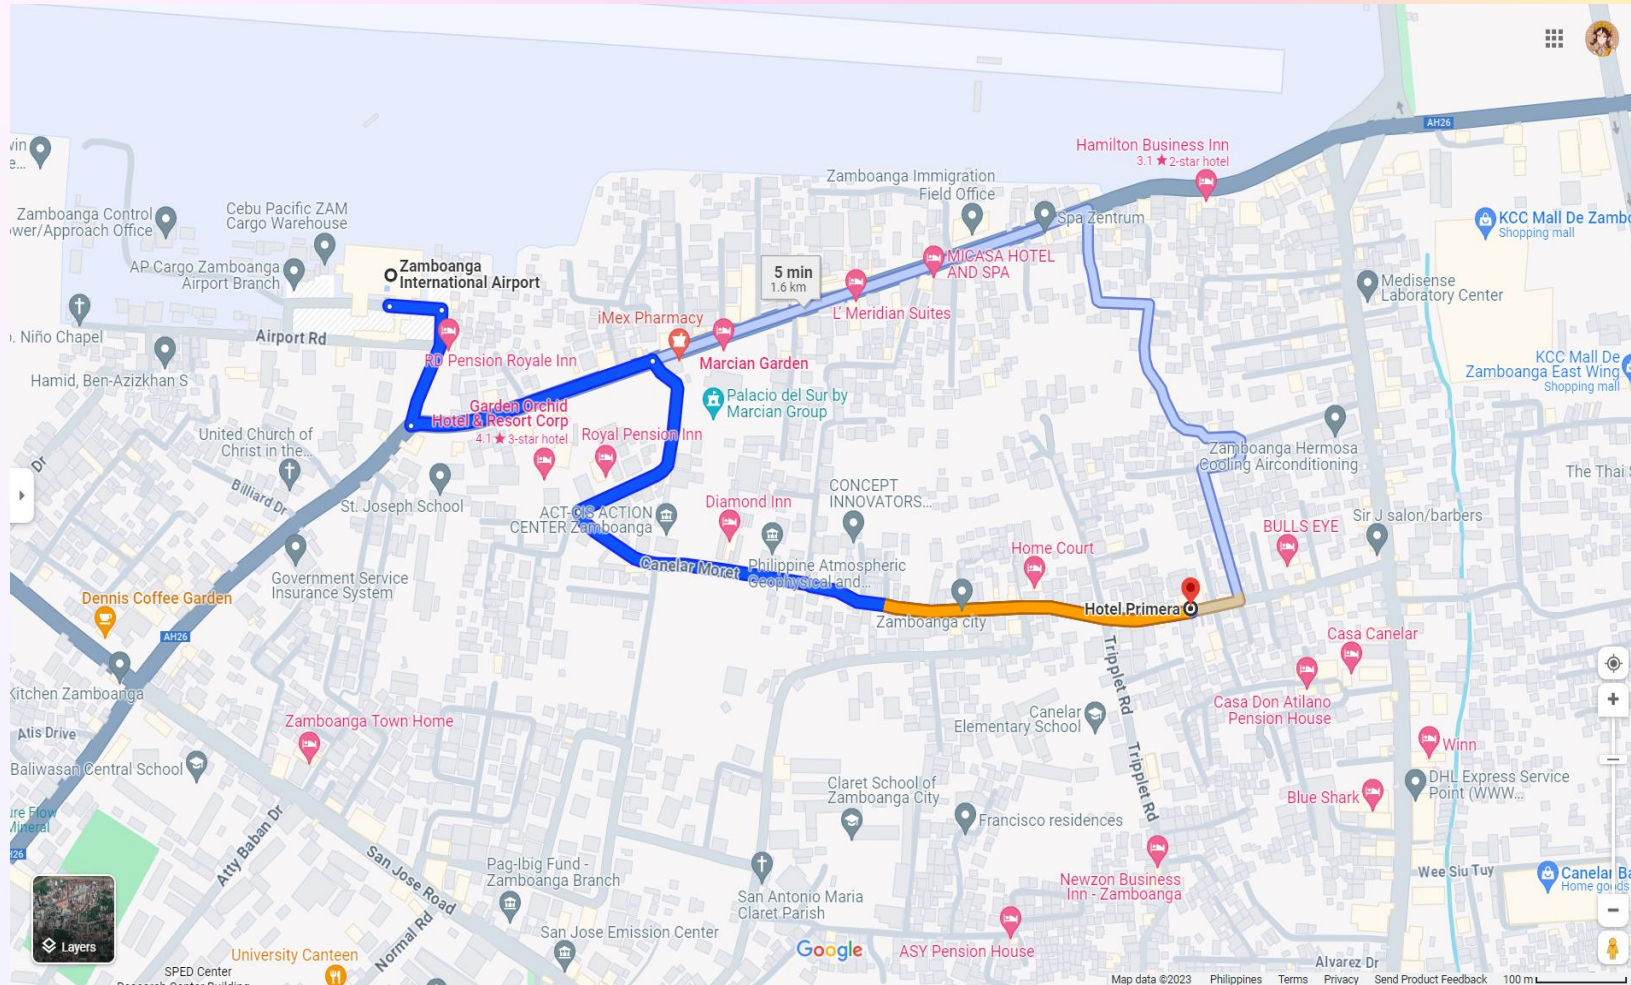 AH26
Hamilton Business Inn
3.1 ★ 2-star hotel
Zamboanga Immigration
Field Office
Cebu Pacific ZAM
Cargo Warehouse
Zamboanga Control
ower/Approach Office
Spa Zentrum
KCC Mall De Zambo
Shopping mall
AP Cargo Zamboanga
Airport Branch
Zamboanga
International Airport
5 min
1.6 km
MICASA HOTEL
AND SPA
Medisense
Laboratory Center
L' Meridian Suites
iMex Pharmacy
. Niño Chapel
Airport Rd
RD Pension Royale Inn
Marcian Garden
KCC Mall De
Zamboanga East Wing
Shopping mall
Hamid, Ben-Azizkhan S
Palacio del Sur by
Marcian Group
Garden Orchid
Hotel & Resort Corp
4.1 ★ 3-star hotel
Royal Pension Inn
United Church of
Christ in the...
Zamboanga Hermosa
Cooling Airconditioning
Dr
Billiard Dr
St. Joseph School
ACT-CIS ACTION
CENTER Zamboanga
Diamond Inn
CONCEPT
INNOVATORS...
The Thai
BULLS EYE
Sir J salon/barbers
Home Court
Canelar Moret
Philippine Atmospheric
Geophysical and...
Government Service
Insurance System
Dennis Coffee Garden
Hotel Primera
Zamboanga city
AH26
Casa Canelar
Tripplet Rd
Kitchen Zamboanga
Casa Don Atilano
Pension House
Canelar
Elementary School
Zamboanga Town Home
Atis Drive
Winn
Baliwasan Central School
Tripplet Rd
DHL Express Service
Point (WWW...
Claret School of
Zamboanga City
Blue Shark
ure Flow
Mineral
Francisco residences
Atty Baban Dr
San Jose Road
H26
Pag-Ibig Fund -
Zamboanga Branch
Newzon Business
Inn - Zamboanga
Wee Siu Tuy
Canelar Ba
Home goods
San Antonio Maria
Claret Parish
Normal Rd
San Jose Emission Center
Layers
Google
ASY Pension House
University Canteen
Alvarez Dr
SPED Center
Map data ©2023 Philippines Terms Privacy Send Product Feedback 100 m